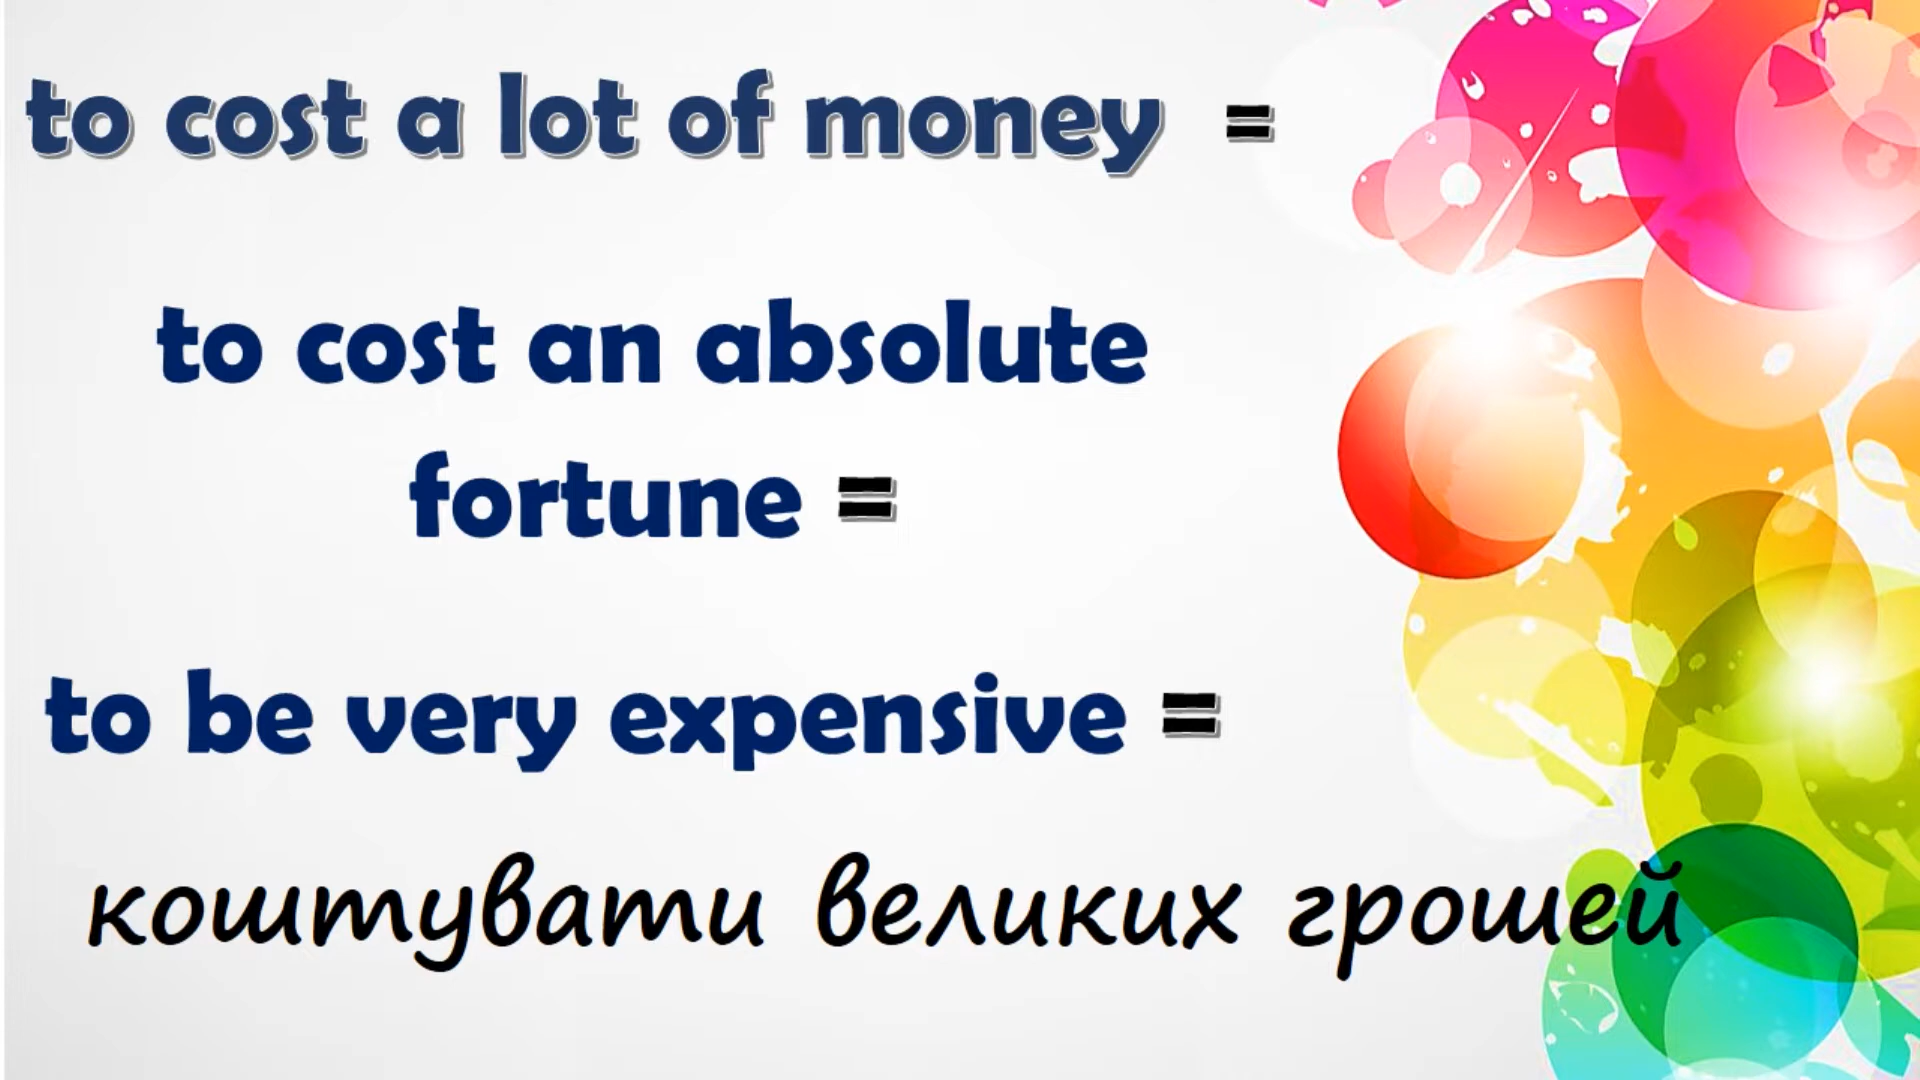 to cost a lot of money =
to cost an absolute
fortune =
to be very expensive =
коштувати великих грошей